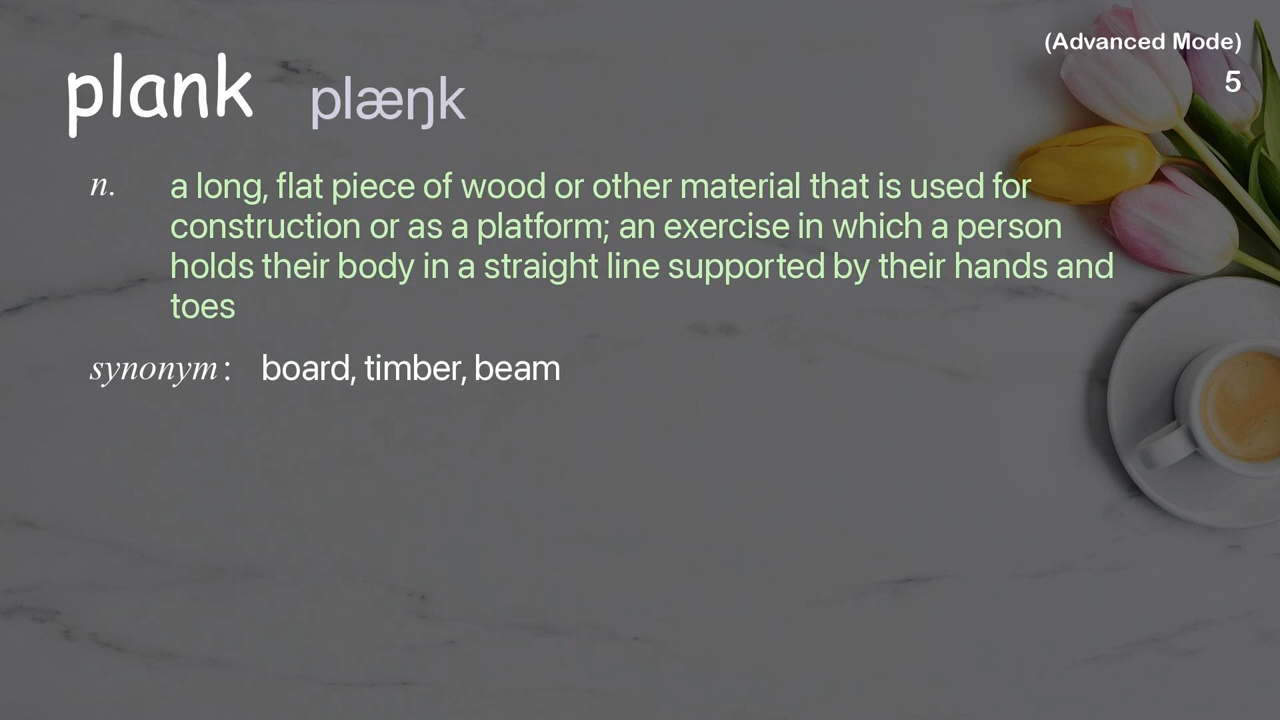 (Advanced Mode)
5
plank plæŋk
n. a long, flat piece of wood or other material that is used for
construction or as a platform; an exercise in which a person
holds their body in a straight line supported by their hands and
toes
synonym: board, timber, beam